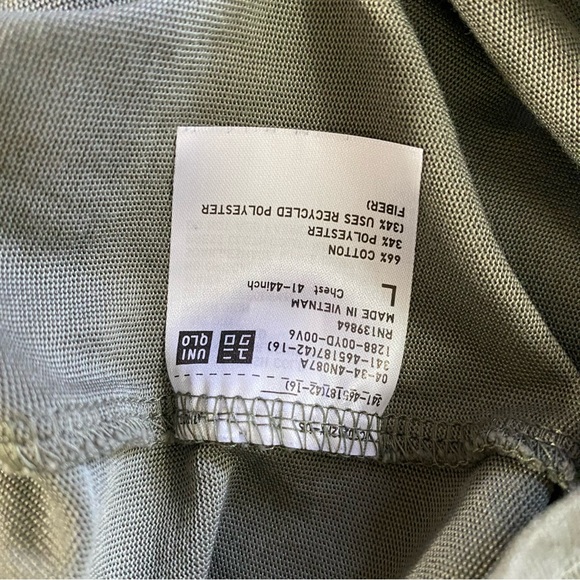 341-465187(42-16)
04-34-4N087A
341-465187(42-16)
1288-00YD-00V6
RN139864
ユニ
クロ
UNI
QLO
MADE IN VIETNAM
L Chest 41-44inch
66% COTTON
34% POLYESTER
(34% USES RECYCLED POLYESTER
FIBER)